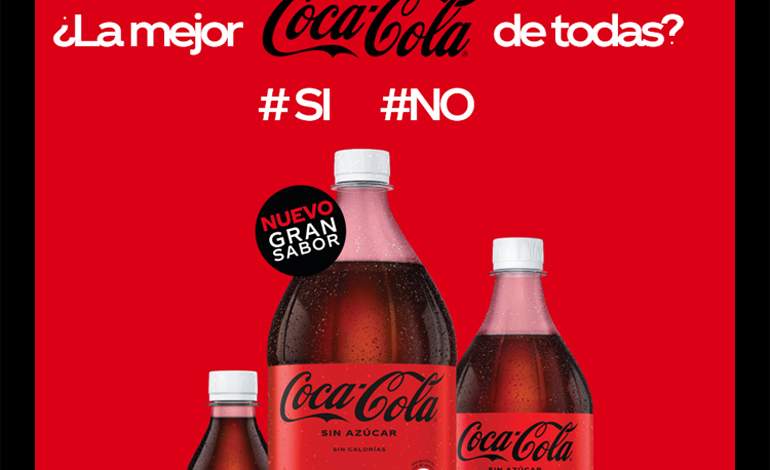 ¿La mejor Coca-Cola de todas?
# SI #NO
NUEVO
GRAN
SABOR
Coca-Cola
SIN AZÚCAR
SIN CALORÍAS
Coca-Cola
SIN AZÚCAR